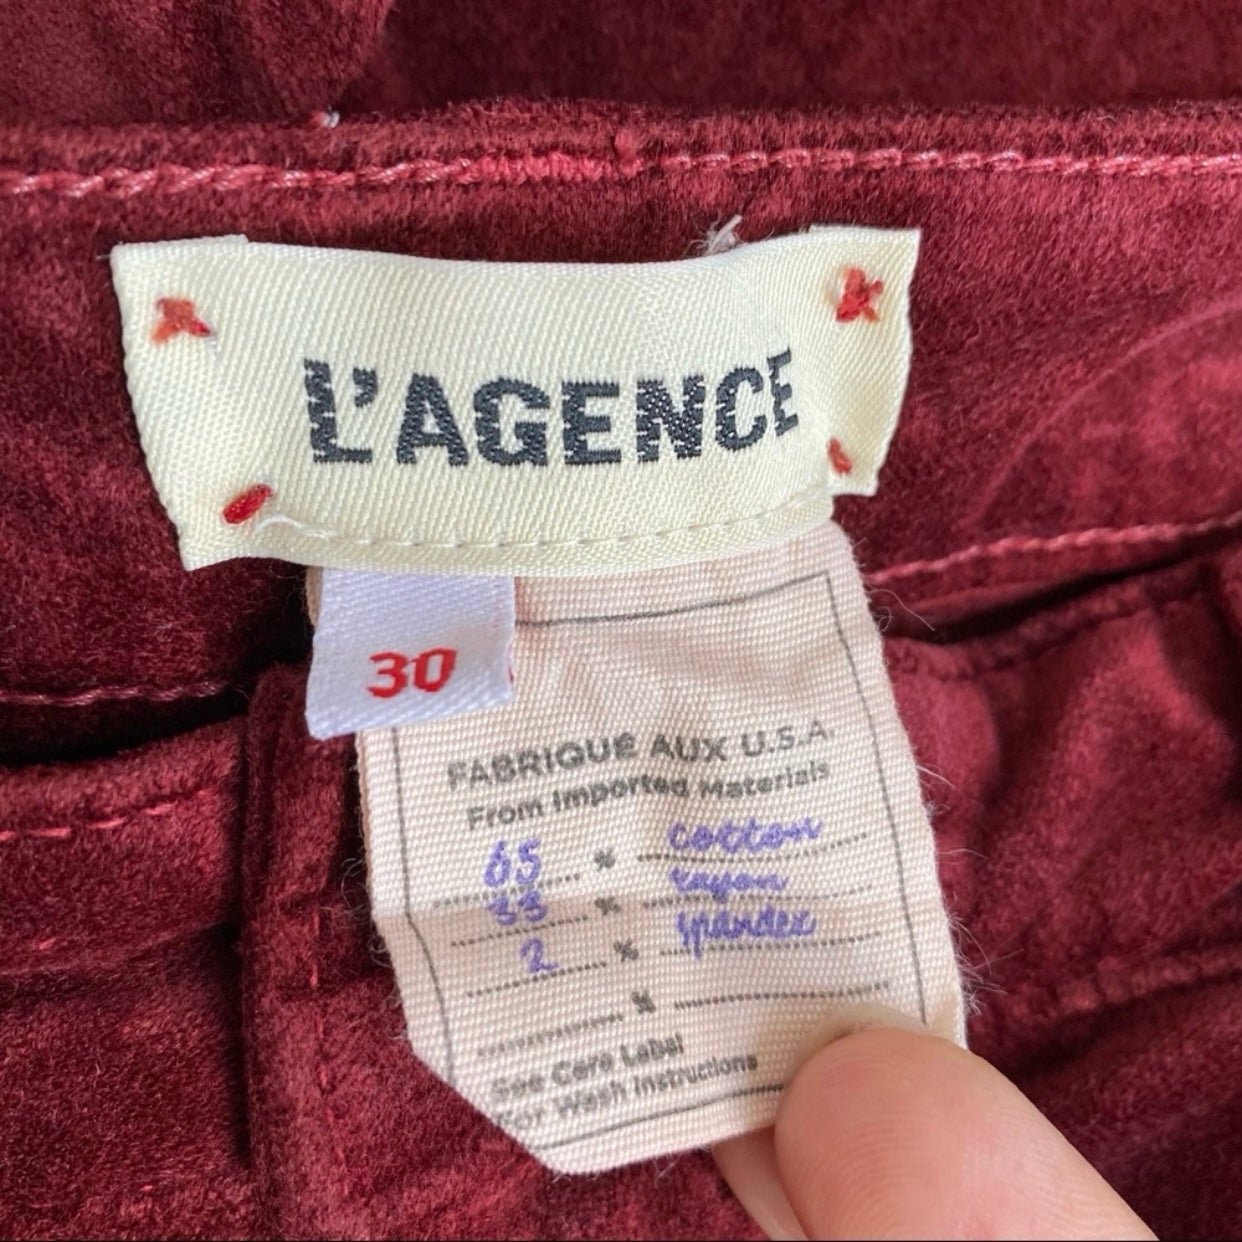 L'AGENCE
30
FABRIQUE AUX U.S.A.
From Imported Materials
65 % cotton
33 % rayon
2 % spandex
%
See Care Label
for Wash Instructions